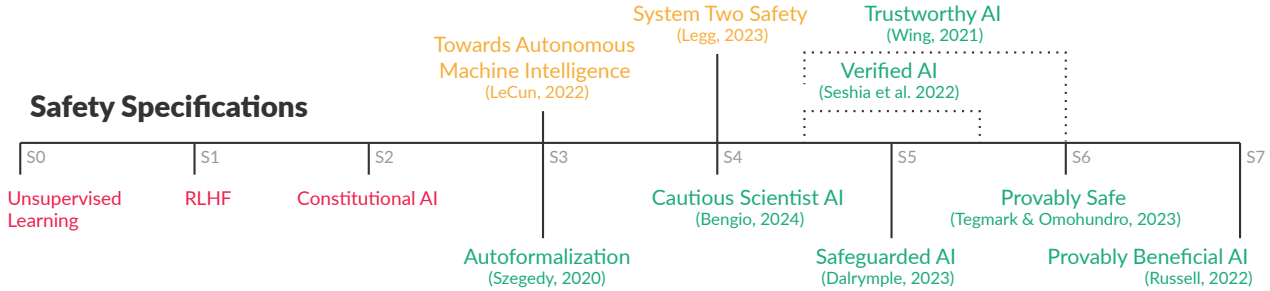 System Two Safety
(Legg, 2023)
Trustworthy AI
(Wing, 2021)
Towards Autonomous
Machine Intelligence
(LeCun, 2022)
Verified AI
(Seshia et al. 2022)
Safety Specifications
S0
S1
S2
S3
S4
S5
S6
S7
Unsupervised
Learning
RLHF
Constitutional AI
Cautious Scientist AI
(Bengio, 2024)
Provably Safe
(Tegmark & Omohundro, 2023)
Autoformalization
(Szegedy, 2020)
Safeguarded AI
(Dalrymple, 2023)
Provably Beneficial AI
(Russell, 2022)